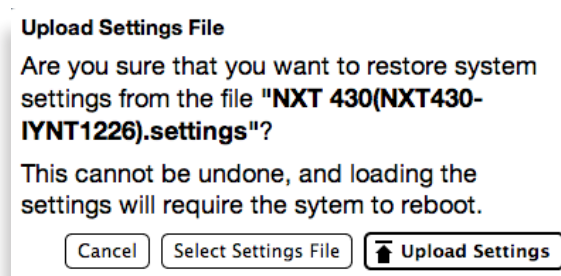 Upload Settings File
Are you sure that you want to restore system
settings from the file "NXT 430(NXT430-
IYNT1226).settings"?
This cannot be undone, and loading the
settings will require the sytem to reboot.
Cancel Select Settings File Upload Settings